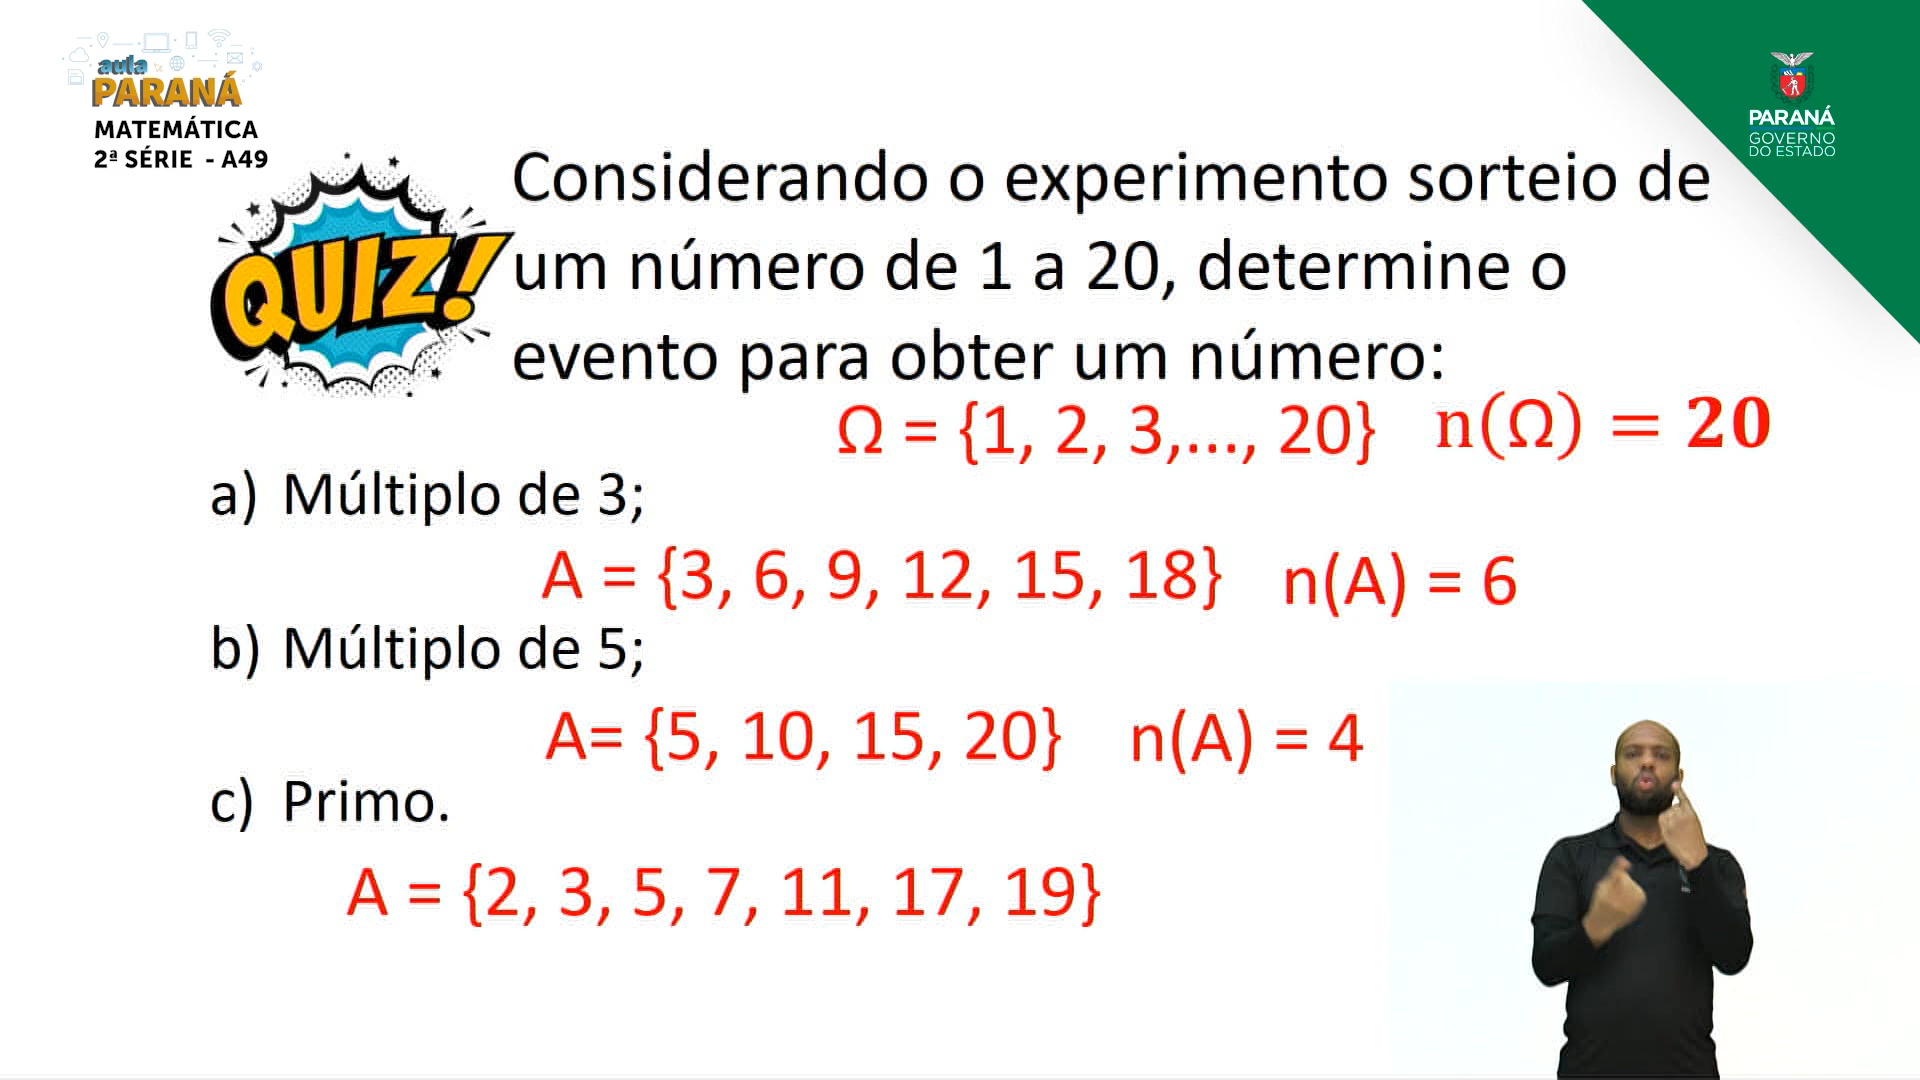 aula
PARANÁ
MATEMÁTICA
2ª SÉRIE - A49
PARANÁ
GOVERNO
DO ESTADO
QUIZ!
Considerando o experimento sorteio de
um número de 1 a 20, determine o
evento para obter um número:
Ω = {1, 2, 3,..., 20} n(Ω) = 20
a) Múltiplo de 3;
A = {3, 6, 9, 12, 15, 18} n(A) = 6
b) Múltiplo de 5;
A= {5, 10, 15, 20} n(A) = 4
c) Primo.
A = {2, 3, 5, 7, 11, 17, 19}